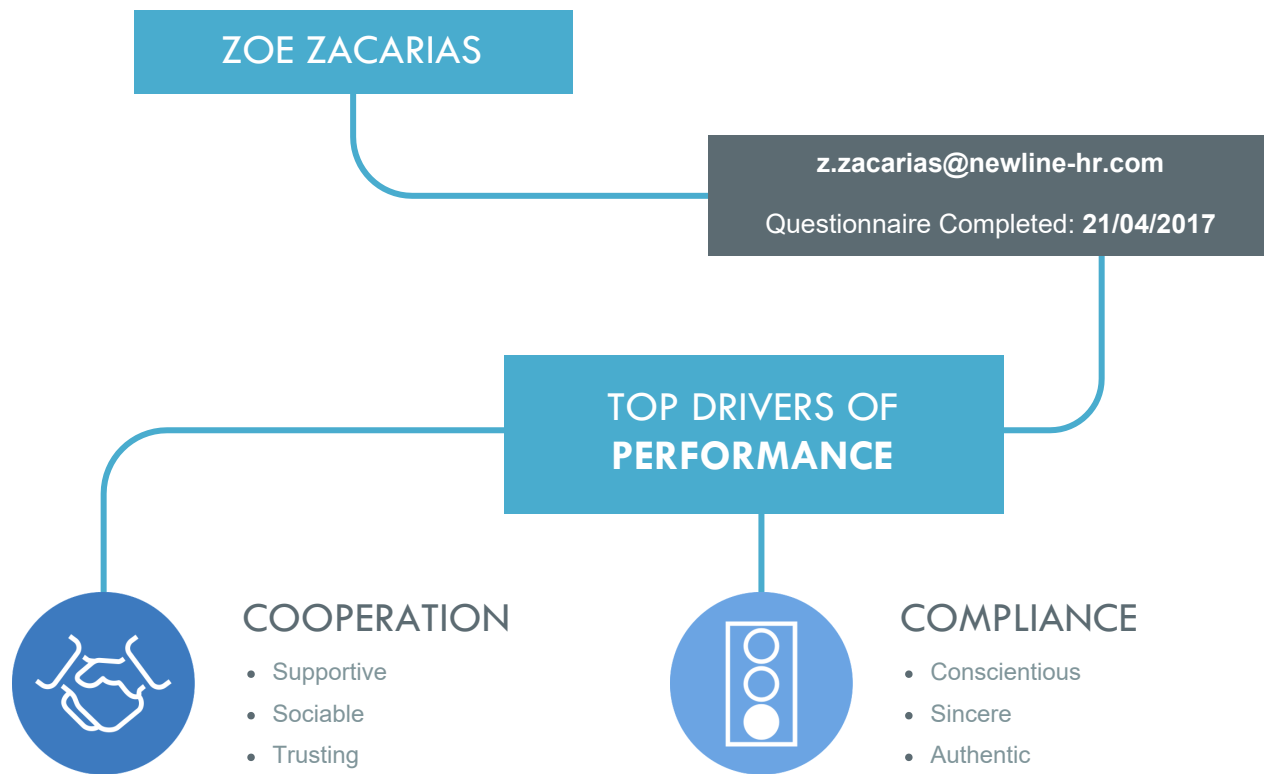 ZOE ZACARIAS
z.zacarias@newline-hr.com
Questionnaire Completed: 21/04/2017
TOP DRIVERS OF
PERFORMANCE
COOPERATION
• Supportive
• Sociable
• Trusting
COMPLIANCE
• Conscientious
• Sincere
• Authentic